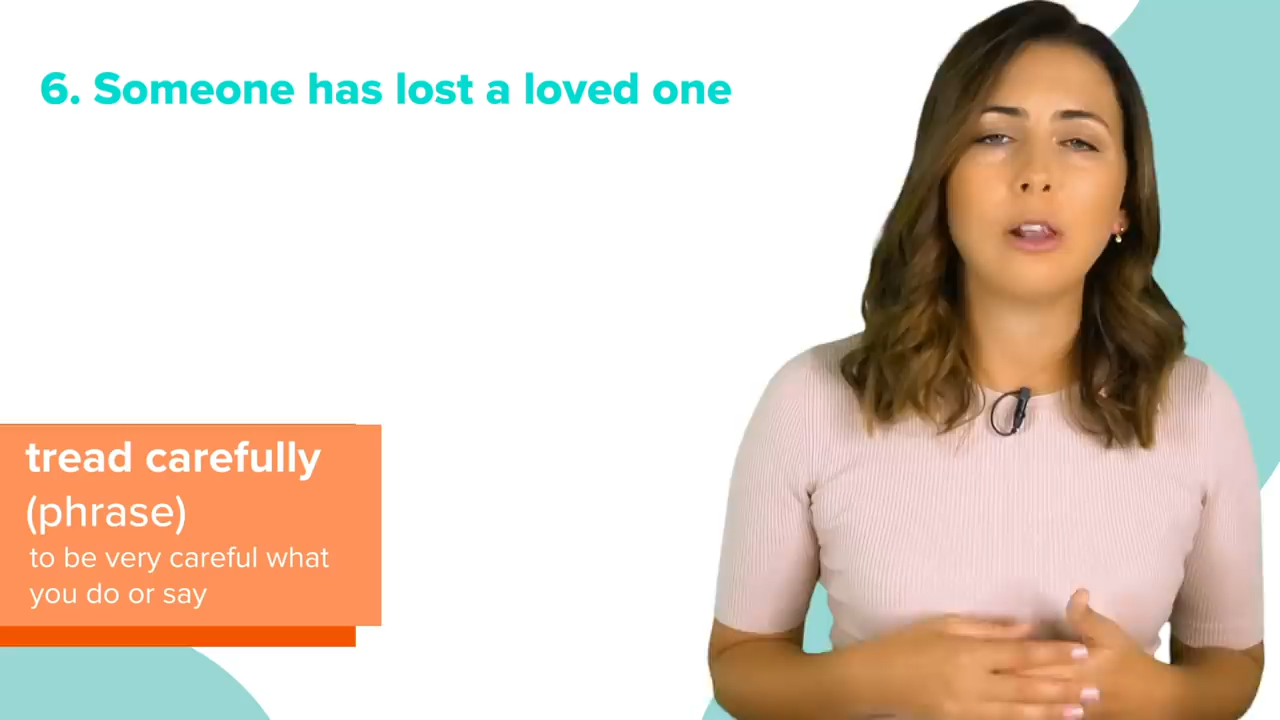 6. Someone has lost a loved one
tread carefully
(phrase)
to be very careful what
you do or say